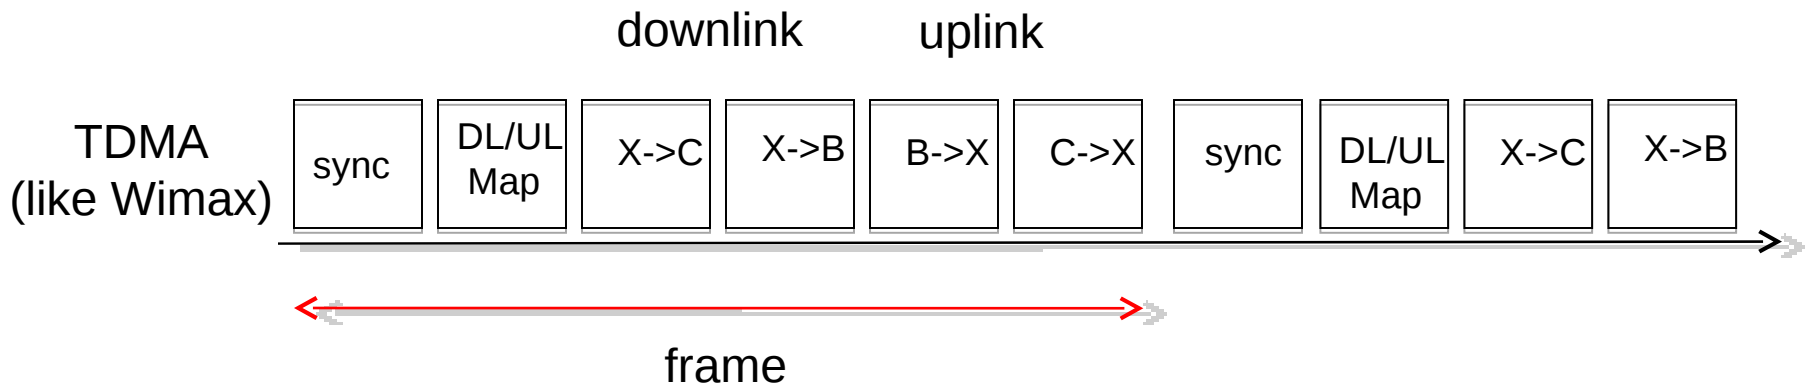 downlink
uplink
TDMA
(like Wimax)
sync
DL/UL
Map
X->C
X->B
B->X
C->X
sync
DL/UL
Map
X->C
X->B
frame